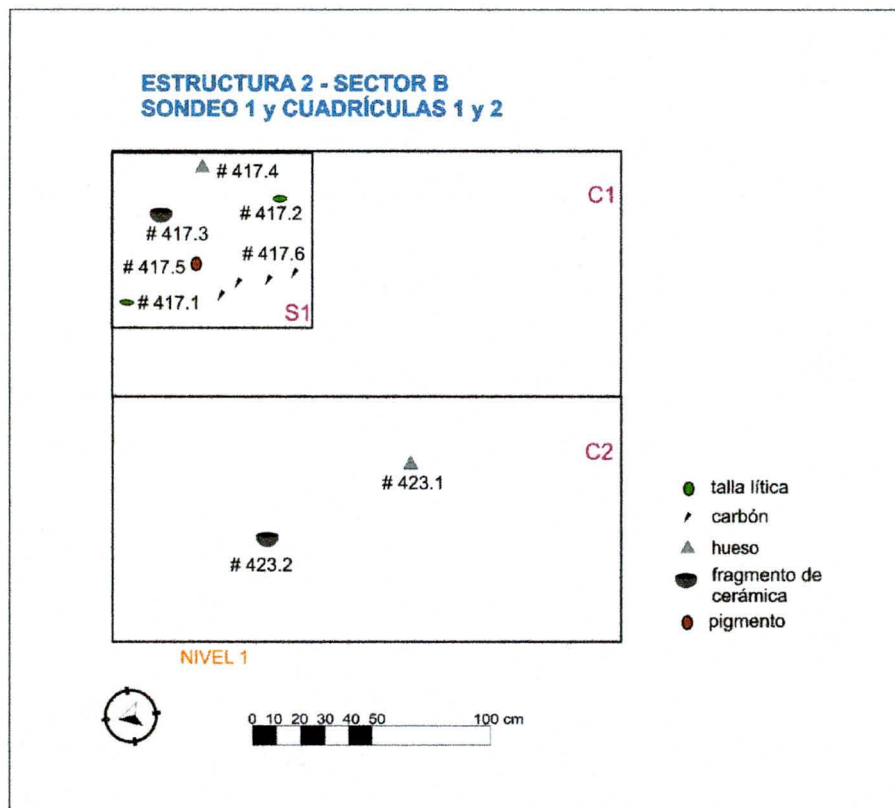 ESTRUCTURA 2 - SECTOR B
SONDEO 1 y CUADRÍCULAS 1 y 2
# 417.4
C1
# 417.2
# 417.3
# 417.6
# 417.5
# 417.1
S1
C2
# 423.1
# 423.2
talla lítica
carbón
hueso
fragmento de
cerámica
pigmento
NIVEL 1
0 10 20 30 40 50 100 cm